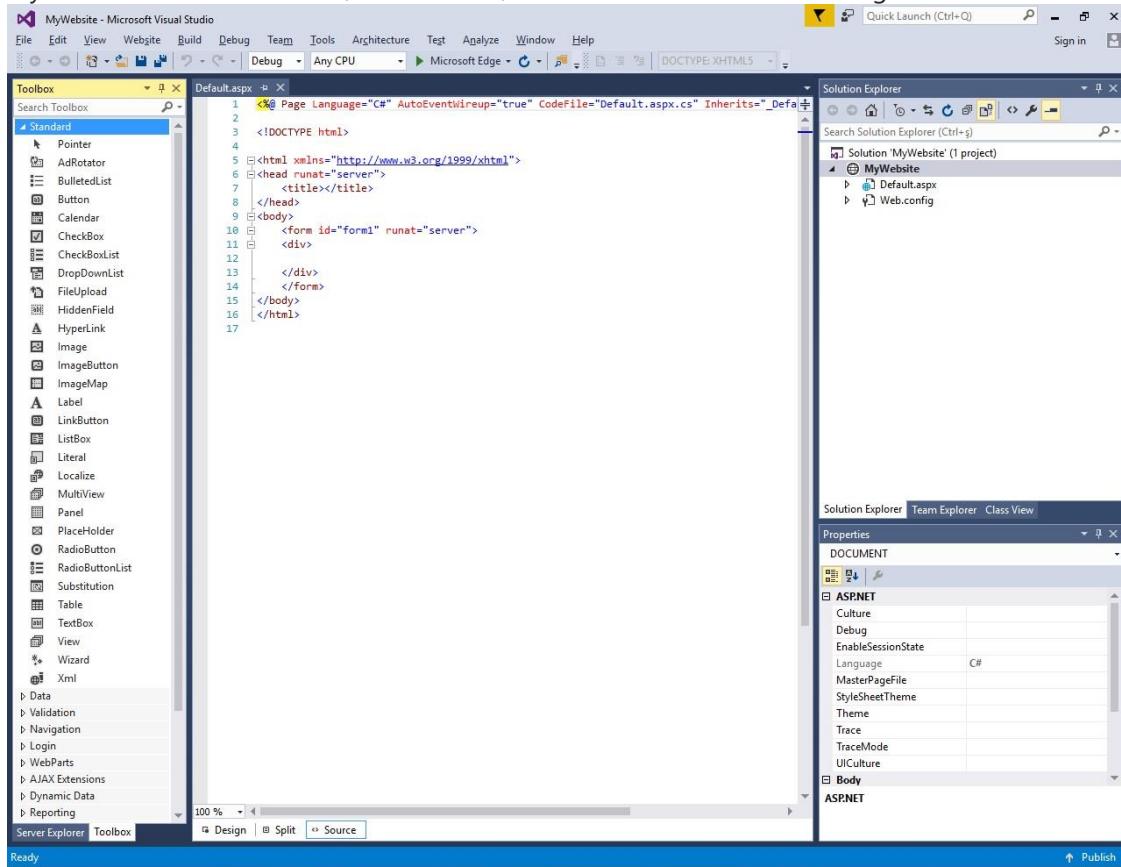 MyWebsite - Microsoft Visual Studio
Quick Launch (Ctrl+Q)
File Edit View Website Build Debug Team Tools Architecture Test Analyze Window Help
Sign in
Debug Any CPU Microsoft Edge DOCTYPE: XHTML5
Toolbox
Search Toolbox
Standard
Pointer
AdRotator
BulletedList
Button
Calendar
CheckBox
CheckBoxList
DropDownList
FileUpload
HiddenField
HyperLink
Image
ImageButton
ImageMap
Label
LinkButton
ListBox
Literal
Localize
MultiView
Panel
PlaceHolder
RadioButton
RadioButtonList
Substitution
Table
TextBox
View
Wizard
Xml
Data
Validation
Navigation
Login
WebParts
AJAX Extensions
Dynamic Data
Reporting
Server Explorer Toolbox
Default.aspx
1 <%@ Page Language="C#" AutoEventWireup="true" CodeFile="Default.aspx.cs" Inherits="_Defa
2
3 <!DOCTYPE html>
4
5 <html xmlns="http://www.w3.org/1999/xhtml">
6 <head runat="server">
7 <title></title>
8 </head>
9 <body>
10 <form id="form1" runat="server">
11 <div>
12
13 </div>
14 </form>
15 </body>
16 </html>
17
100 %
Design Split Source
Solution Explorer
Search Solution Explorer (Ctrl+ş)
Solution 'MyWebsite' (1 project)
MyWebsite
Default.aspx
Web.config
Solution Explorer Team Explorer Class View
Properties
DOCUMENT
ASP.NET
Culture
Debug
EnableSessionState
Language C#
MasterPageFile
StyleSheetTheme
Theme
Trace
TraceMode
UICulture
Body
ASP.NET
Ready
Publish